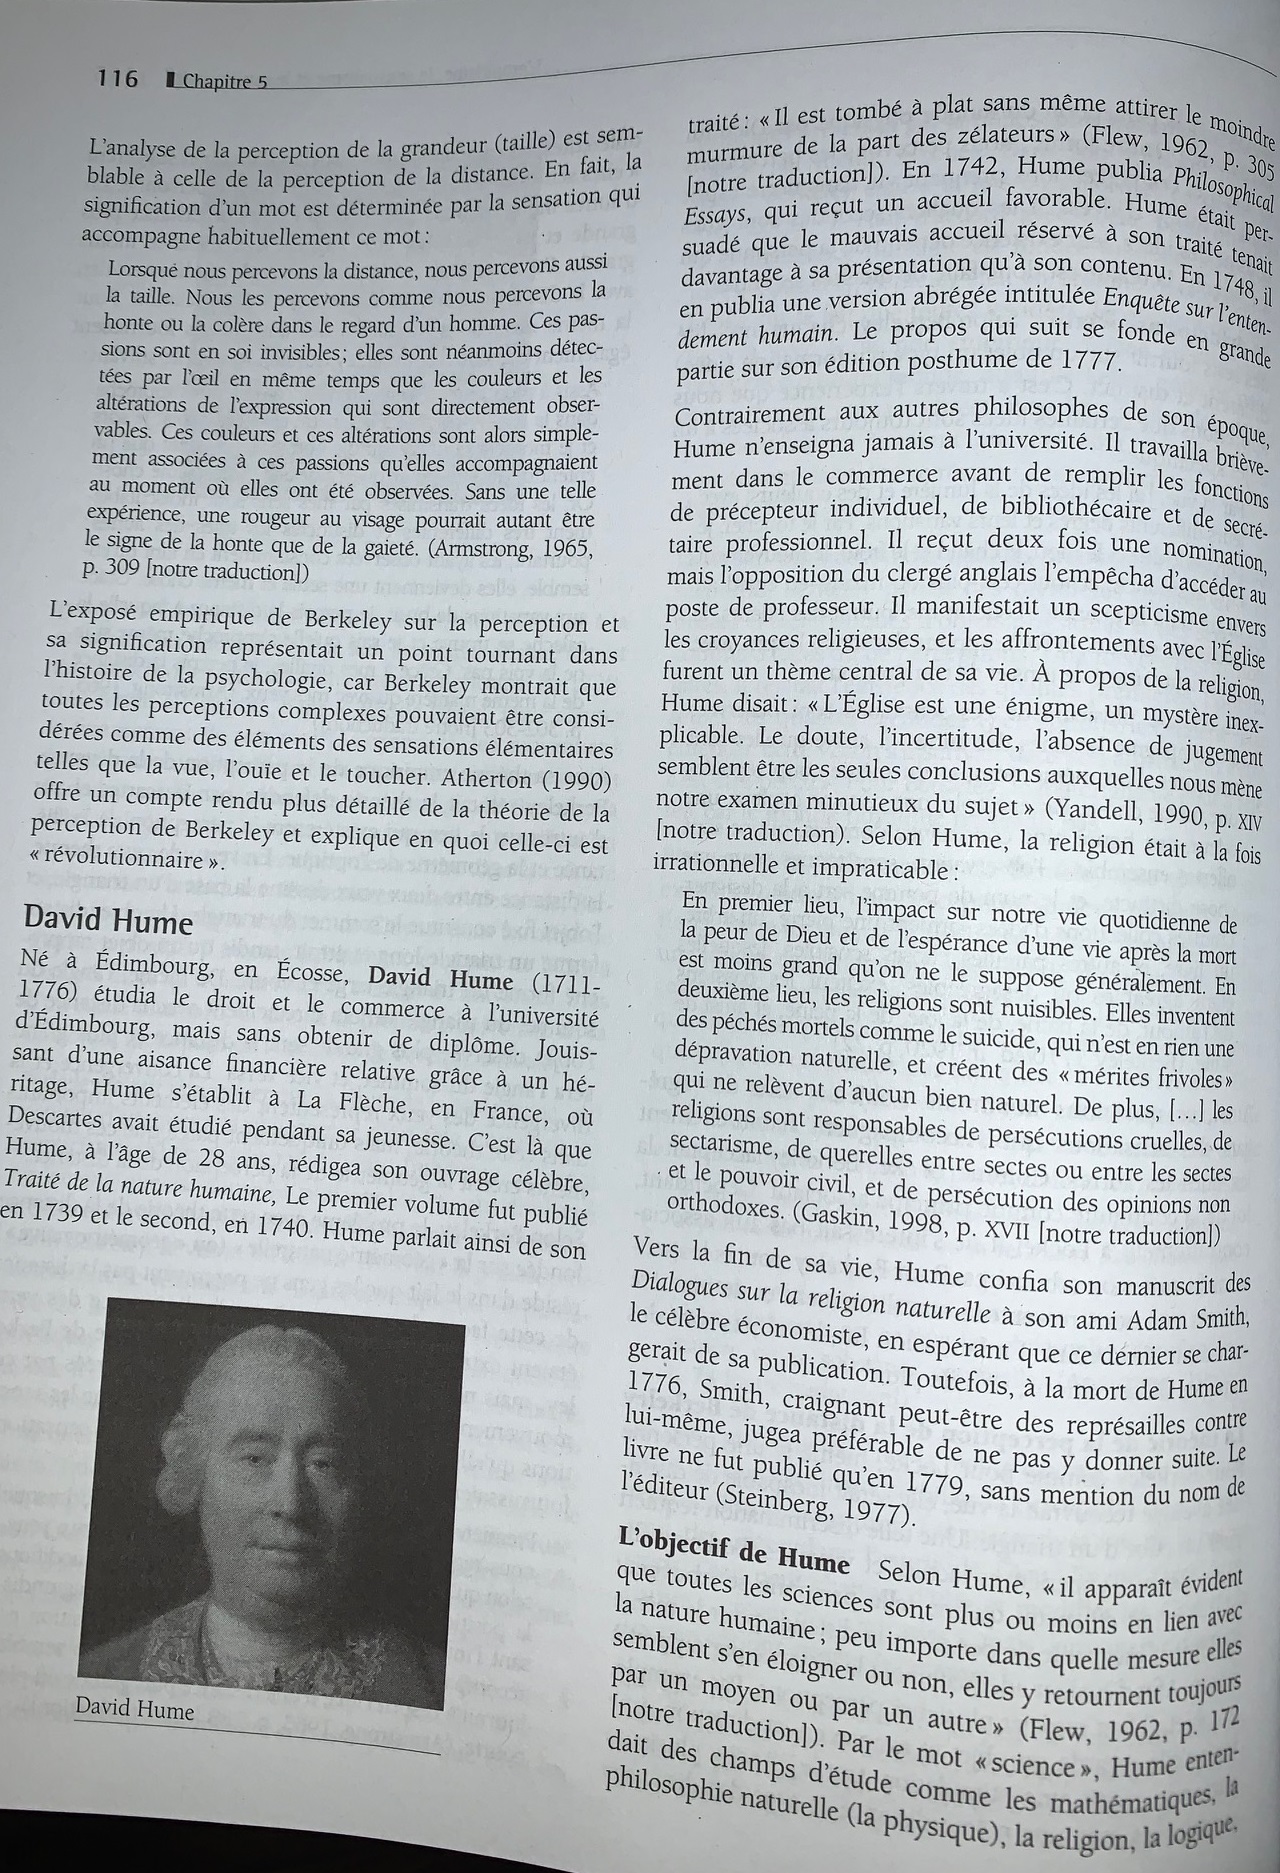 116 Chapitre 5
L'analyse de la perception de la grandeur (taille) est sem-
blable à celle de la perception de la distance. En fait, la
signification d'un mot est déterminée par la sensation qui
accompagne habituellement ce mot :
Lorsque nous percevons la distance, nous percevons aussi
la taille. Nous les percevons comme nous percevons la
honte ou la colère dans le regard d'un homme. Ces pas-
sions sont en soi invisibles; elles sont néanmoins détec-
tées par l'œil en même temps que les couleurs et les
altérations de l'expression qui sont directement obser-
vables. Ces couleurs et ces altérations sont alors simple-
ment associées à ces passions qu'elles accompagnaient
au moment où elles ont été observées. Sans une telle
expérience, une rougeur au visage pourrait autant être
le signe de la honte que de la gaieté. (Armstrong, 1965,
p. 309 [notre traduction])
L'exposé empirique de Berkeley sur la perception et
sa signification représentait un point tournant dans
l'histoire de la psychologie, car Berkeley montrait que
toutes les perceptions complexes pouvaient être consi-
dérées comme des éléments des sensations élémentaires
telles que la vue, l'ouïe et le toucher. Atherton (1990)
offre un compte rendu plus détaillé de la théorie de la
perception de Berkeley et explique en quoi celle-ci est
« révolutionnaire ».
David Hume
Né à Édimbourg, en Écosse, David Hume (1711-
1776) étudia le droit et le commerce à l'université
d'Édimbourg, mais sans obtenir de diplôme. Jouis-
sant d'une aisance financière relative grâce à un hé-
ritage, Hume s'établit à La Flèche, en France, où
Descartes avait étudié pendant sa jeunesse. C'est là que
Hume, à l'âge de 28 ans, rédigea son ouvrage célèbre,
Traité de la nature humaine, Le premier volume fut publié
en 1739 et le second, en 1740. Hume parlait ainsi de son
David Hume
traité : « Il est tombé à plat sans même attirer le moindre
murmure de la part des zélateurs » (Flew, 1962, p. 305
[notre traduction]). En 1742, Hume publia Philosophical
Essays, qui reçut un accueil favorable. Hume était per-
suadé que le mauvais accueil réservé à son traité tenait
davantage à sa présentation qu'à son contenu. En 1748, il
en publia une version abrégée intitulée Enquête sur l'enten-
dement humain. Le propos qui suit se fonde en grande
partie sur son édition posthume de 1777.
Contrairement aux autres philosophes de son époque,
Hume n'enseigna jamais à l'université. Il travailla briève-
ment dans le commerce avant de remplir les fonctions
de précepteur individuel, de bibliothécaire et de secré-
taire professionnel. Il reçut deux fois une nomination,
mais l'opposition du clergé anglais l'empêcha d'accéder au
poste de professeur. Il manifestait un scepticisme envers
les croyances religieuses, et les affrontements avec l'Église
furent un thème central de sa vie. À propos de la religion,
Hume disait : « L'Église est une énigme, un mystère inex-
plicable. Le doute, l'incertitude, l'absence de jugement
semblent être les seules conclusions auxquelles nous mène
notre examen minutieux du sujet » (Yandell, 1990, p. XIV
[notre traduction). Selon Hume, la religion était à la fois
irrationnelle et impraticable :
En premier lieu, l'impact sur notre vie quotidienne de
la peur de Dieu et de l'espérance d'une vie après la mort
est moins grand qu'on ne le suppose généralement. En
deuxième lieu, les religions sont nuisibles. Elles inventent
des péchés mortels comme le suicide, qui n'est en rien une
dépravation naturelle, et créent des « mérites frivoles »
qui ne relèvent d'aucun bien naturel. De plus, [...] les
religions sont responsables de persécutions cruelles, de
sectarisme, de querelles entre sectes ou entre les sectes
et le pouvoir civil, et de persécution des opinions non
orthodoxes. (Gaskin, 1998, p. XVII [notre traduction])
Vers la fin de sa vie, Hume confia son manuscrit des
Dialogues sur la religion naturelle à son ami Adam Smith,
le célèbre économiste, en espérant que ce dernier se char-
gerait de sa publication. Toutefois, à la mort de Hume en
1776, Smith, craignant peut-être des représailles contre
lui-même, jugea préférable de ne pas y donner suite. Le
livre ne fut publié qu'en 1779, sans mention du nom de
l'éditeur (Steinberg, 1977).
L'objectif de Hume Selon Hume, « il apparaît évident
que toutes les sciences sont plus ou moins en lien avec
la nature humaine ; peu importe dans quelle mesure elles
semblent s'en éloigner ou non, elles y retournent toujours
par un moyen ou par un autre » (Flew, 1962, p. 172
[notre traduction]). Par le mot « science », Hume enten-
dait des champs d'étude comme les mathématiques, la
philosophie naturelle (la physique), la religion, la logique,